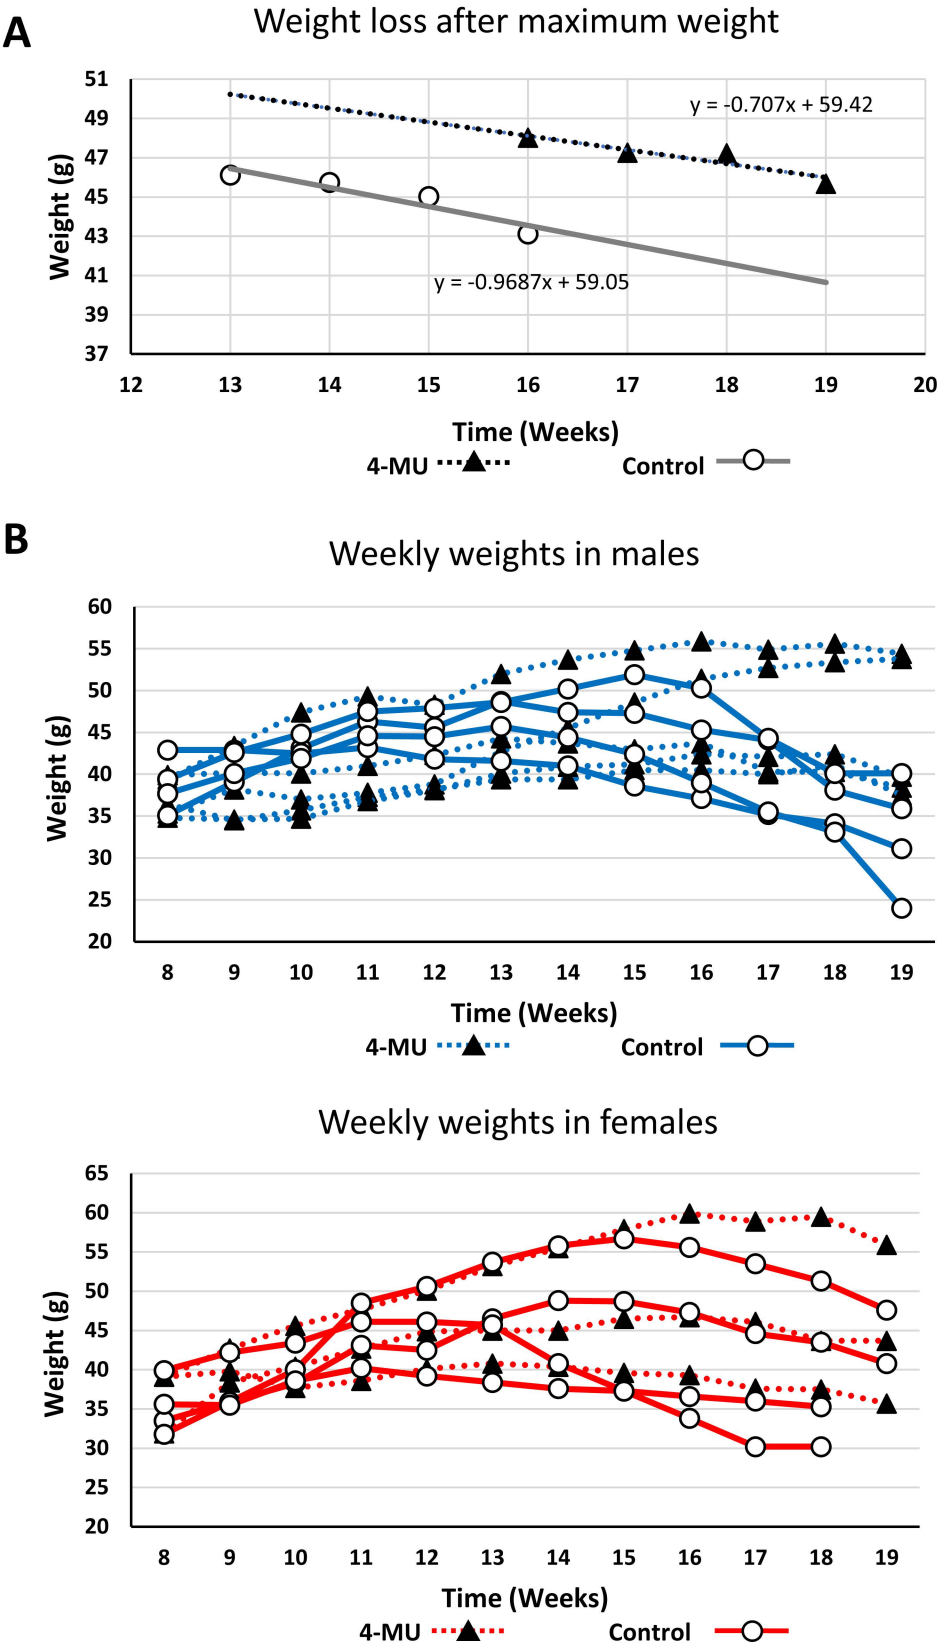 A
Weight loss after maximum weight
51
49
47
45
43
41
39
37
Weight (g)
y = -0.707x + 59.42
y = -0.9687x + 59.05
12 13 14 15 16 17 18 19 20
Time (Weeks)
4-MU Control
B
Weekly weights in males
60
55
50
45
40
35
30
25
20
Weight (g)
8 9 10 11 12 13 14 15 16 17 18 19
Time (Weeks)
4-MU Control
Weekly weights in females
65
60
55
50
45
40
35
30
25
20
Weight (g)
8 9 10 11 12 13 14 15 16 17 18 19
Time (Weeks)
4-MU Control